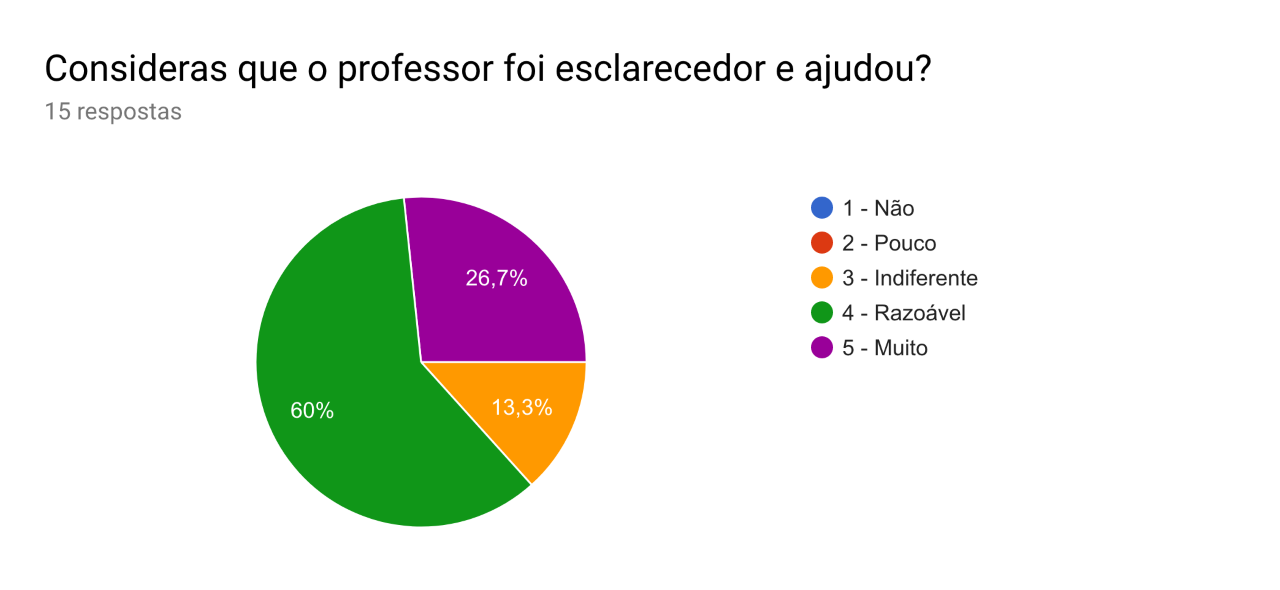 Consideras que o professor foi esclarecedor e ajudou?
15 respostas
26,7%
60%
13,3%
1 - Não
2 - Pouco
3 - Indiferente
4 - Razoável
5 - Muito